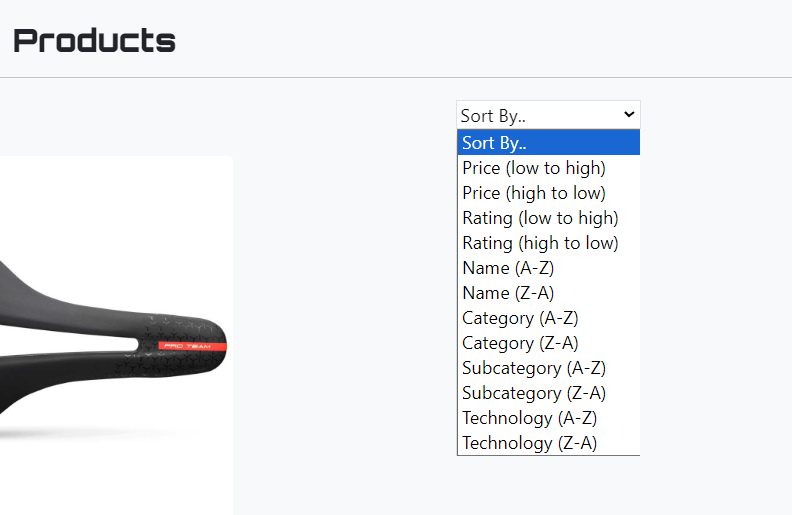 Products
Sort By..
Sort By..
Price (low to high)
Price (high to low)
Rating (low to high)
Rating (high to low)
Name (A-Z)
Name (Z-A)
Category (A-Z)
Category (Z-A)
Subcategory (A-Z)
Subcategory (Z-A)
Technology (A-Z)
Technology (Z-A)
PRO TEAM